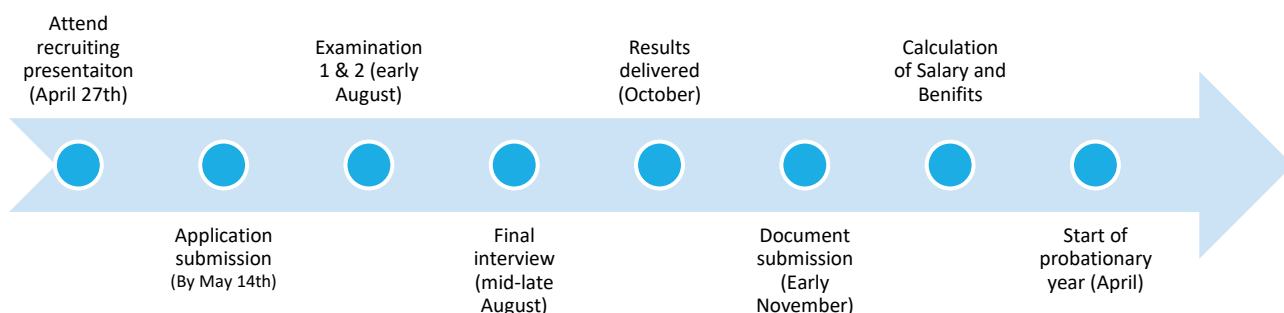 Attend
recruiting
presentaiton
(April 27th)
Application
submission
(By May 14th)
Examination
1 & 2 (early
August)
Final
interview
(mid-late
August)
Results
delivered
(October)
Document
submission
(Early
November)
Calculation
of Salary and
Benifits
Start of
probationary
year (April)